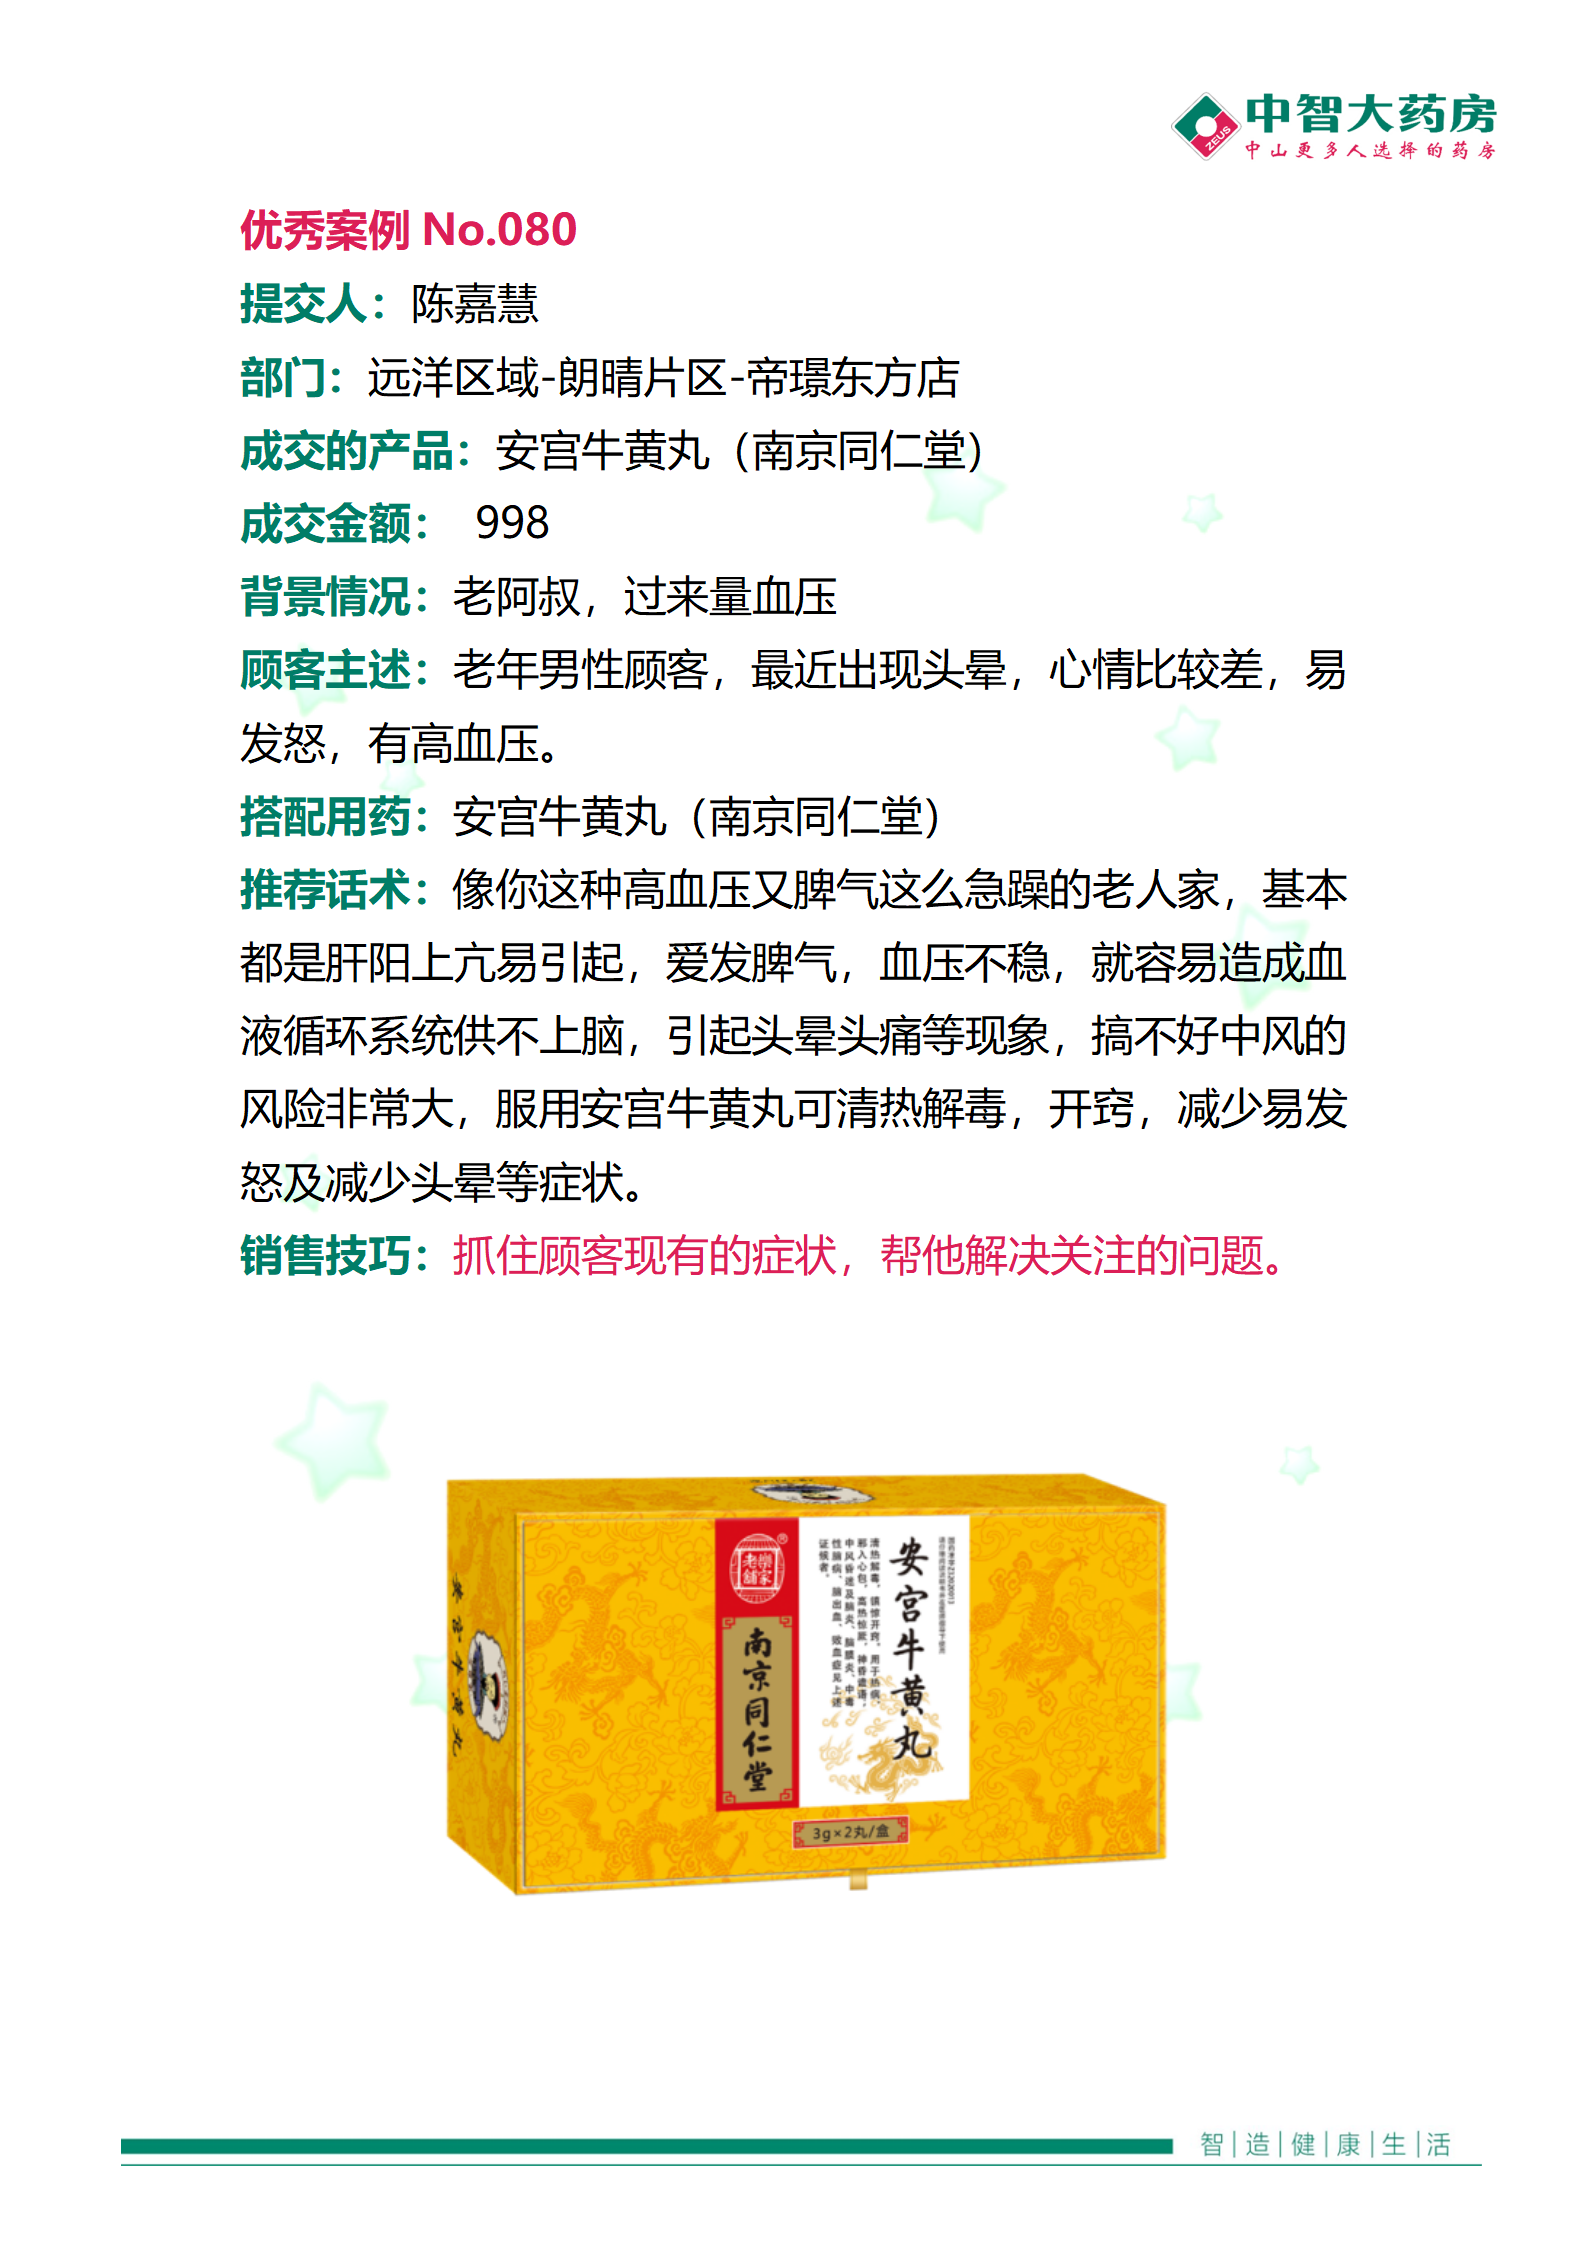 中智大药房
ZEUS
中山更多人选择的药房
优秀案例 No.080
提交人：陈嘉慧
部门：远洋区域-朗晴片区-帝璟东方店
成交的产品：安宫牛黄丸（南京同仁堂）
成交金额： 998
背景情况：老阿叔，过来量血压
顾客主述：老年男性顾客，最近出现头晕，心情比较差，易
发怒，有高血压。
搭配用药：安宫牛黄丸（南京同仁堂）
推荐话术：像你这种高血压又脾气这么急躁的老人家，基本
都是肝阳上亢易引起，爱发脾气，血压不稳，就容易造成血
液循环系统供不上脑，引起头晕头痛等现象，搞不好中风的
风险非常大，服用安宫牛黄丸可清热解毒，开窍，减少易发
怒及减少头晕等症状。
销售技巧：抓住顾客现有的症状，帮他解决关注的问题。
安宫牛黄丸
清热解毒，镇惊开窍。用于热病，
邪入心包，高热惊厥，神昏谵语；
中风昏迷及脑炎、脑膜炎、中毒
性脑病、脑出血、败血症见上述
证候者。
老樂家舖
南京同仁堂
3g×2丸/盒
安宫牛黄丸
智|造|健|康|生|活